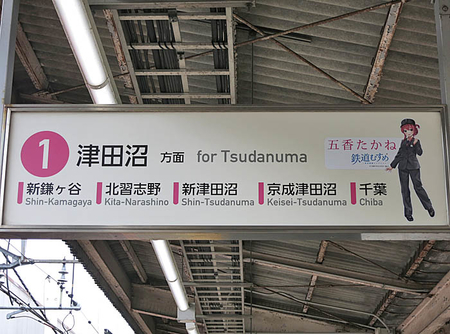 1 津田沼 方面 for Tsudanuma
新鎌ヶ谷 北習志野 新津田沼 京成津田沼 千葉
Shin-Kamagaya Kita-Narashino Shin-Tsudanuma Keisei-Tsudanuma Chiba
五香たかね
鉄道むすめ